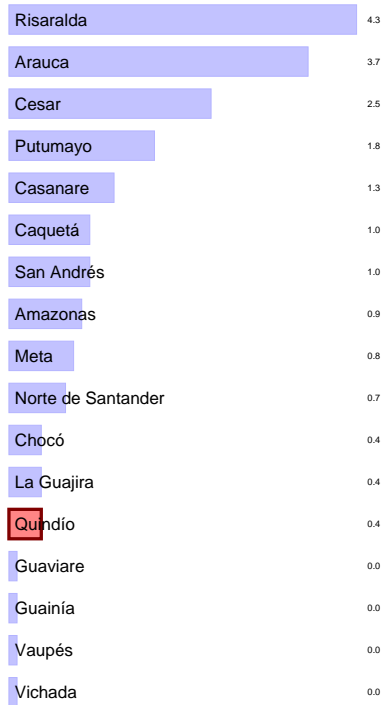 Risaralda 4.3
Arauca 3.7
Cesar 2.5
Putumayo 1.8
Casanare 1.3
Caquetá 1.0
San Andrés 1.0
Amazonas 0.9
Meta 0.8
Norte de Santander 0.7
Chocó 0.4
La Guajira 0.4
Quindío 0.4
Guaviare 0.0
Guainía 0.0
Vaupés 0.0
Vichada 0.0